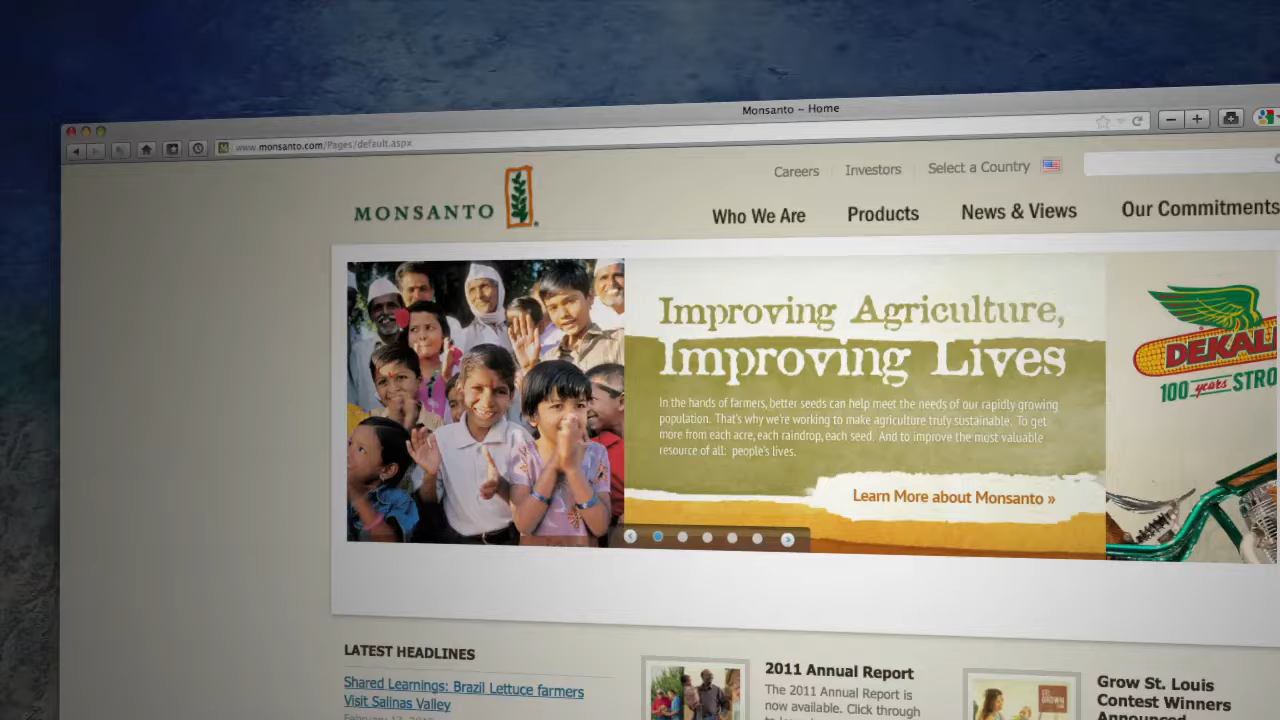 Monsanto – Home
www.monsanto.com/Pages/default.aspx
Careers
Investors
Select a Country
MONSANTO
Who We Are
Products
News & Views
Our Commitments
Improving Agriculture,
Improving Lives
In the hands of farmers, better seeds can help meet the needs of our rapidly growing
population. That's why we're working to make agriculture truly sustainable. To get
more from each acre, each raindrop, each seed. And to improve the most valuable
resource of all: people's lives.
Learn More about Monsanto »
DEKAL
100 years STRO
LATEST HEADLINES
Shared Learnings: Brazil Lettuce farmers
Visit Salinas Valley
2011 Annual Report
The 2011 Annual Report is
now available. Click through
Grow St. Louis
Contest Winners
Announced